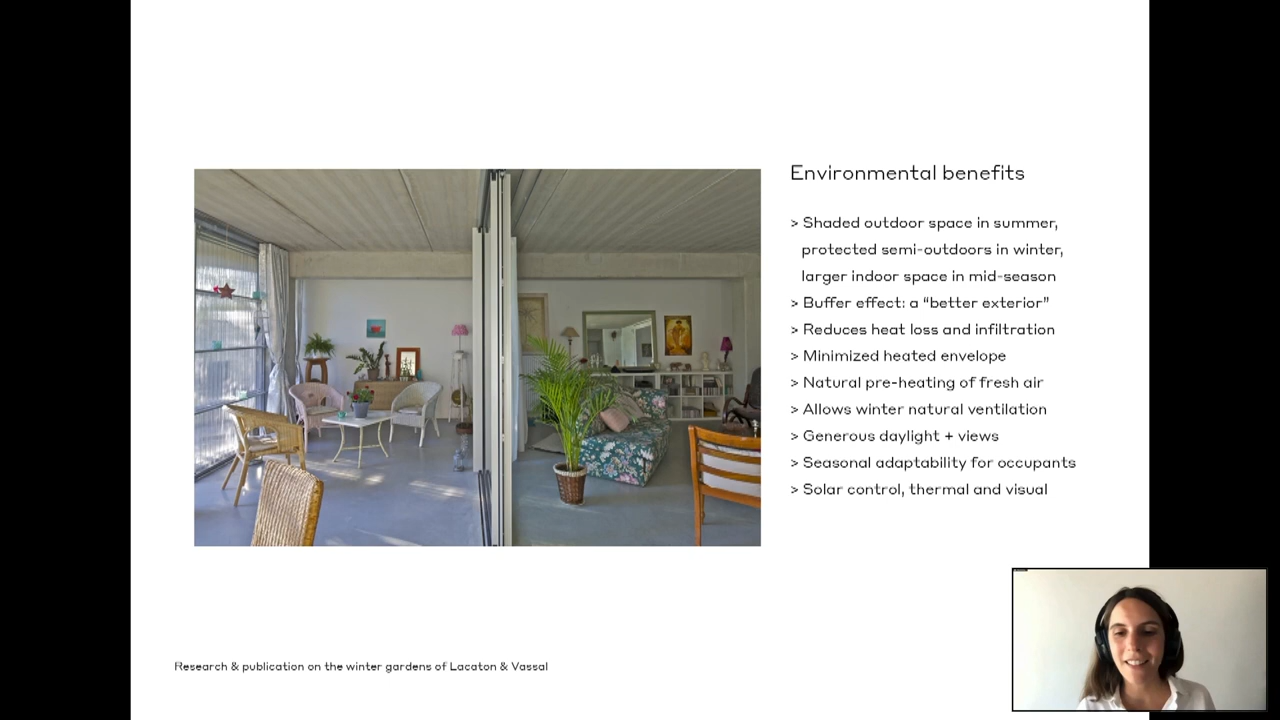 Environmental benefits
> Shaded outdoor space in summer,
protected semi-outdoors in winter,
larger indoor space in mid-season
> Buffer effect: a “better exterior”
> Reduces heat loss and infiltration
> Minimized heated envelope
> Natural pre-heating of fresh air
> Allows winter natural ventilation
> Generous daylight + views
> Seasonal adaptability for occupants
> Solar control, thermal and visual
Research & publication on the winter gardens of Lacaton & Vassal